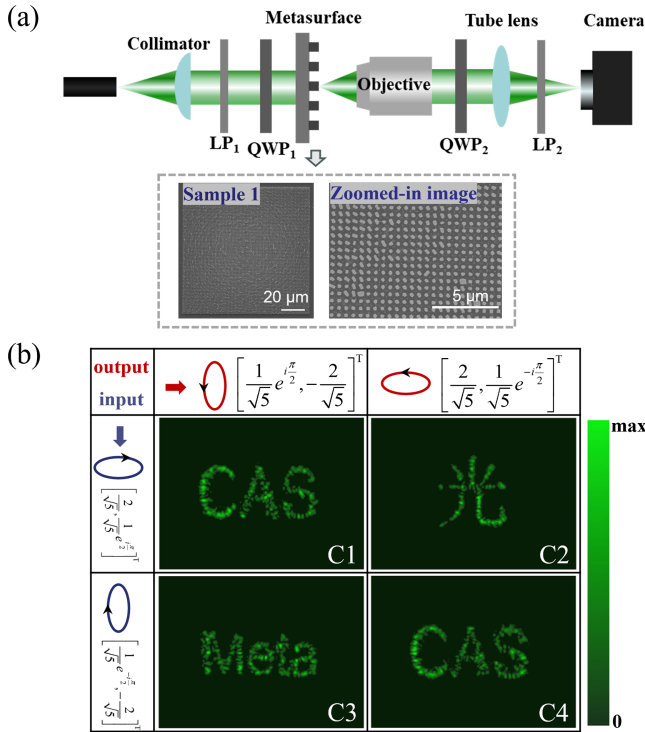 (a)
Metasurface
Tube lens
Camera
Collimator
Objective
LP₁
QWP₁
QWP₂
LP₂
Sample 1
20 μm
Zoomed-in image
5 μm
(b)
output
input
[1/√5 e^{iπ/2}, -2/√5]^T
[2/√5, 1/√5 e^{-iπ/2}]^T
max
[2/√5, 1/√5 e^{iπ/2}]^T
CAS
C1
光
C2
[1/√5 e^{-iπ/2}, -2/√5]^T
Meta
C3
CAS
C4
0